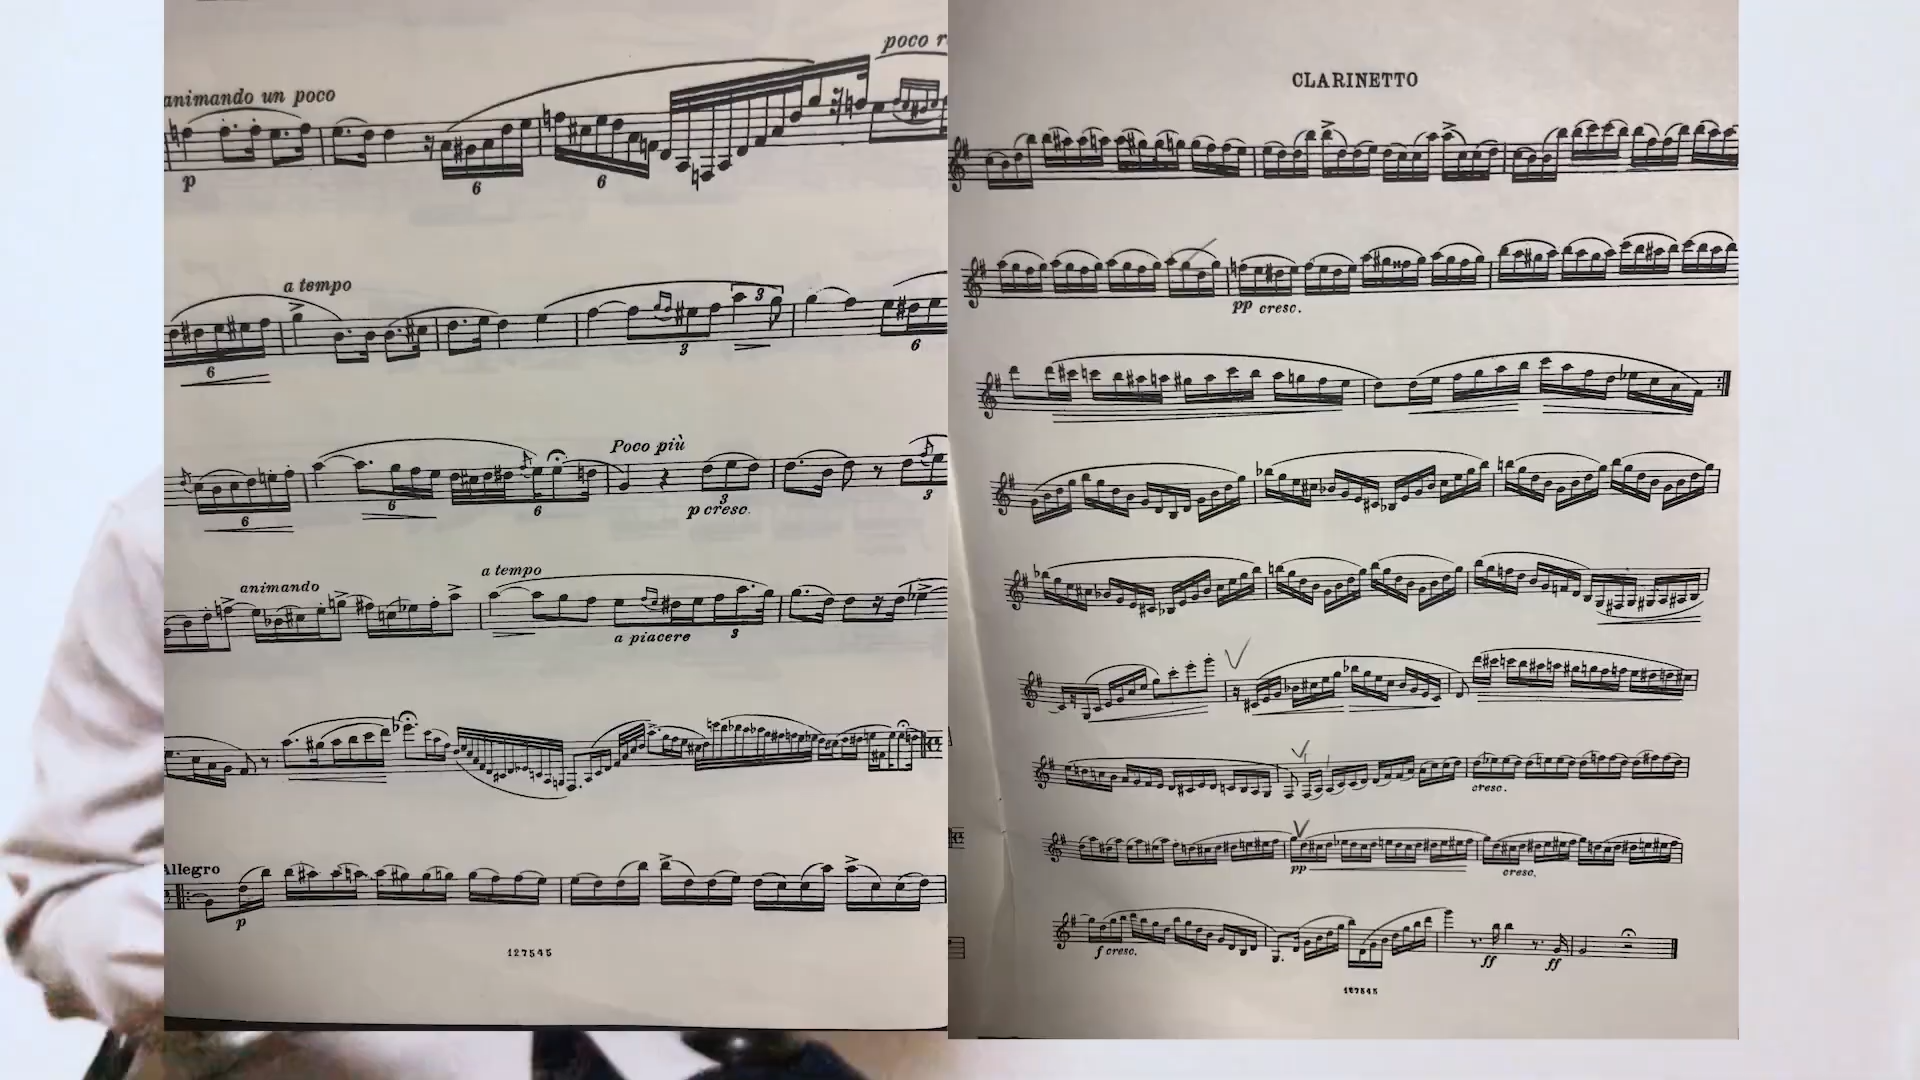 animando un poco
poco
p
6
6
a tempo
3
6
3
6
Poco più
6
6
6
3
p cresc.
3
animando
a tempo
a piacere
3
Allegro
p
127545
CLARINETTO
pp cresc.
cresc.
pp
cresc.
f cresc.
ff
ff
127545